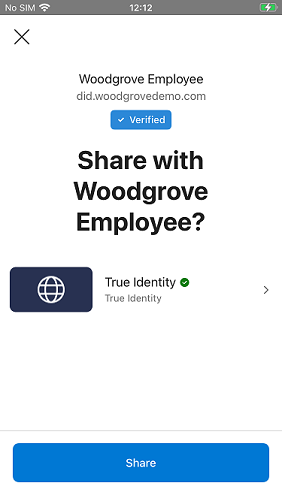 No SIM 12:12
Woodgrove Employee
did.woodgrovedemo.com
Verified
Share with
Woodgrove
Employee?
True Identity
True Identity
Share